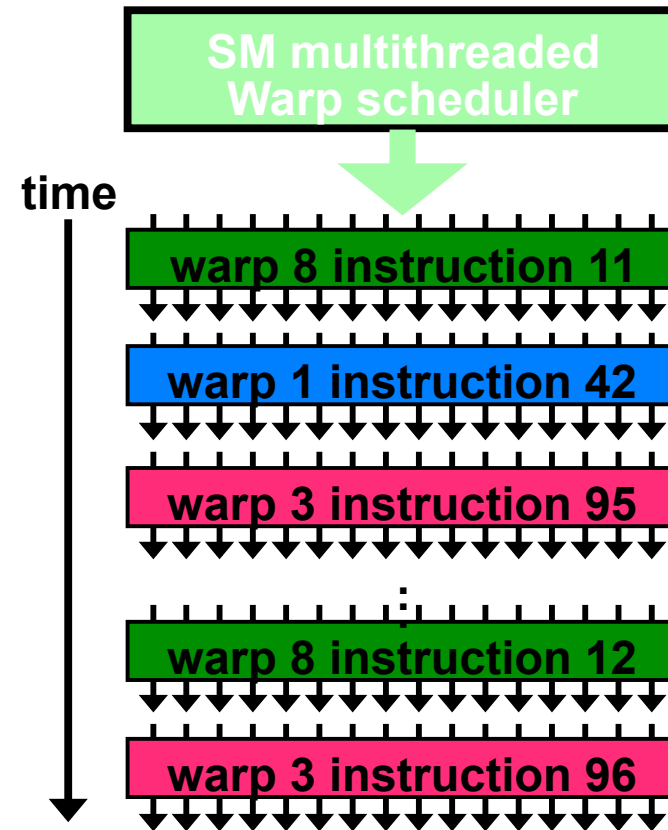 SM multithreaded
Warp scheduler
time
warp 8 instruction 11
warp 1 instruction 42
warp 3 instruction 95
:
warp 8 instruction 12
warp 3 instruction 96